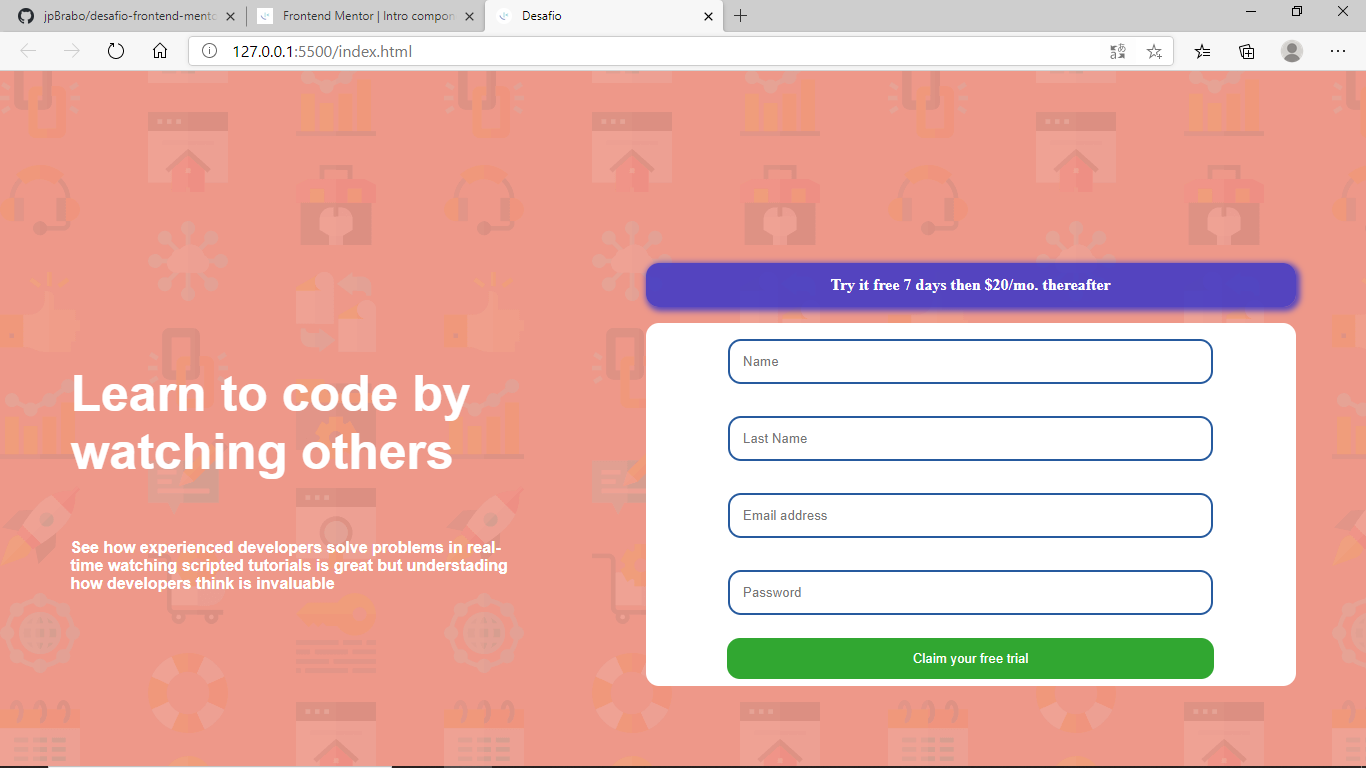 jpBrabo/desafio-frontend-mento
Frontend Mentor | Intro compon
Desafio
127.0.0.1:5500/index.html
Try it free 7 days then $20/mo. thereafter
Name
Last Name
Learn to code by
watching others
Email address
See how experienced developers solve problems in real-
time watching scripted tutorials is great but understading
how developers think is invaluable
Password
Claim your free trial